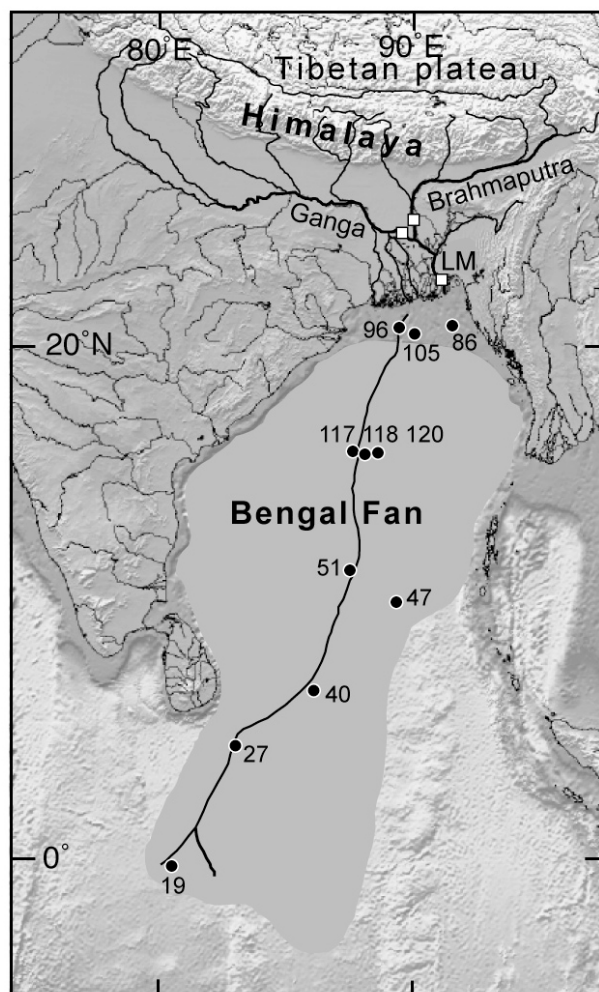 80°E 90°E
Tibetan plateau
Himalaya
Brahmaputra
Ganga
LM
96 86
20°N 105
117 118 120
Bengal Fan
51
47
40
27
0°
19